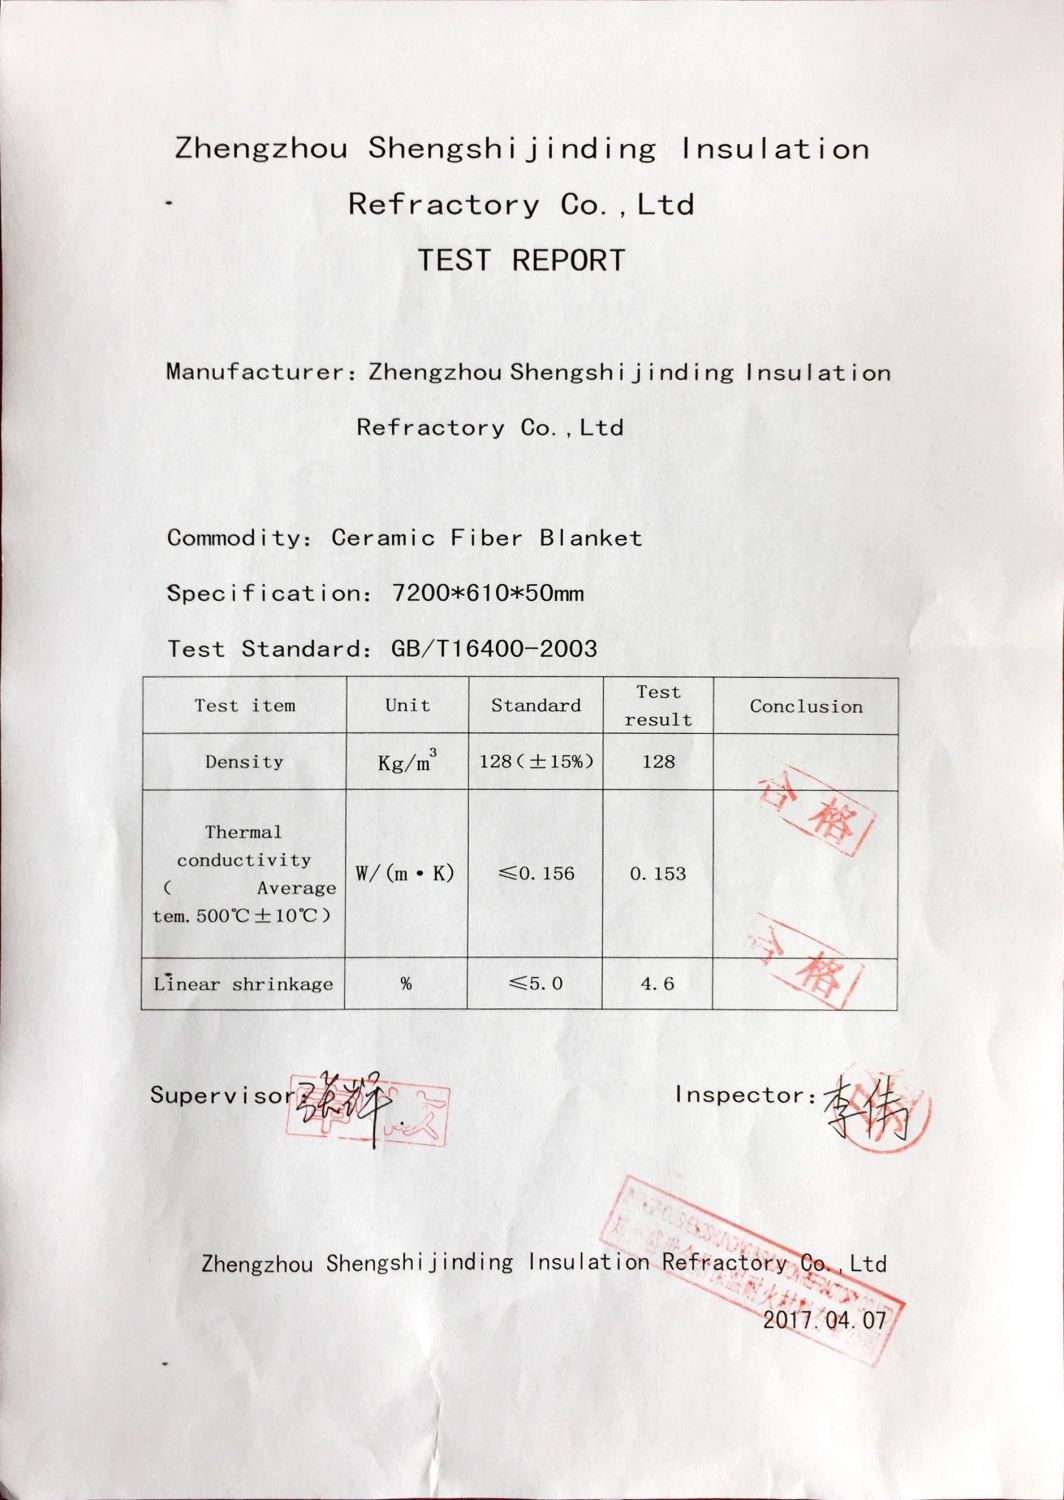 Zhengzhou Shengshijinding Insulation
Refractory Co.,Ltd
TEST REPORT
Manufacturer: Zhengzhou Shengshijinding Insulation
Refractory Co.,Ltd
Commodity: Ceramic Fiber Blanket
Specification: 7200*610*50mm
Test Standard: GB/T16400-2003
Test item Unit Standard Test result Conclusion
Density Kg/m³ 128(±15%) 128
合格
Thermal
conductivity
( Average
tem. 500℃±10℃)
W/(m·K) ≤0.156 0.153
合格
Linear shrinkage % ≤5.0 4.6
Supervisor: 张辉
Inspector: 李伟
Zhengzhou Shengshijinding Insulation Refractory Co.,Ltd
2017.04.07